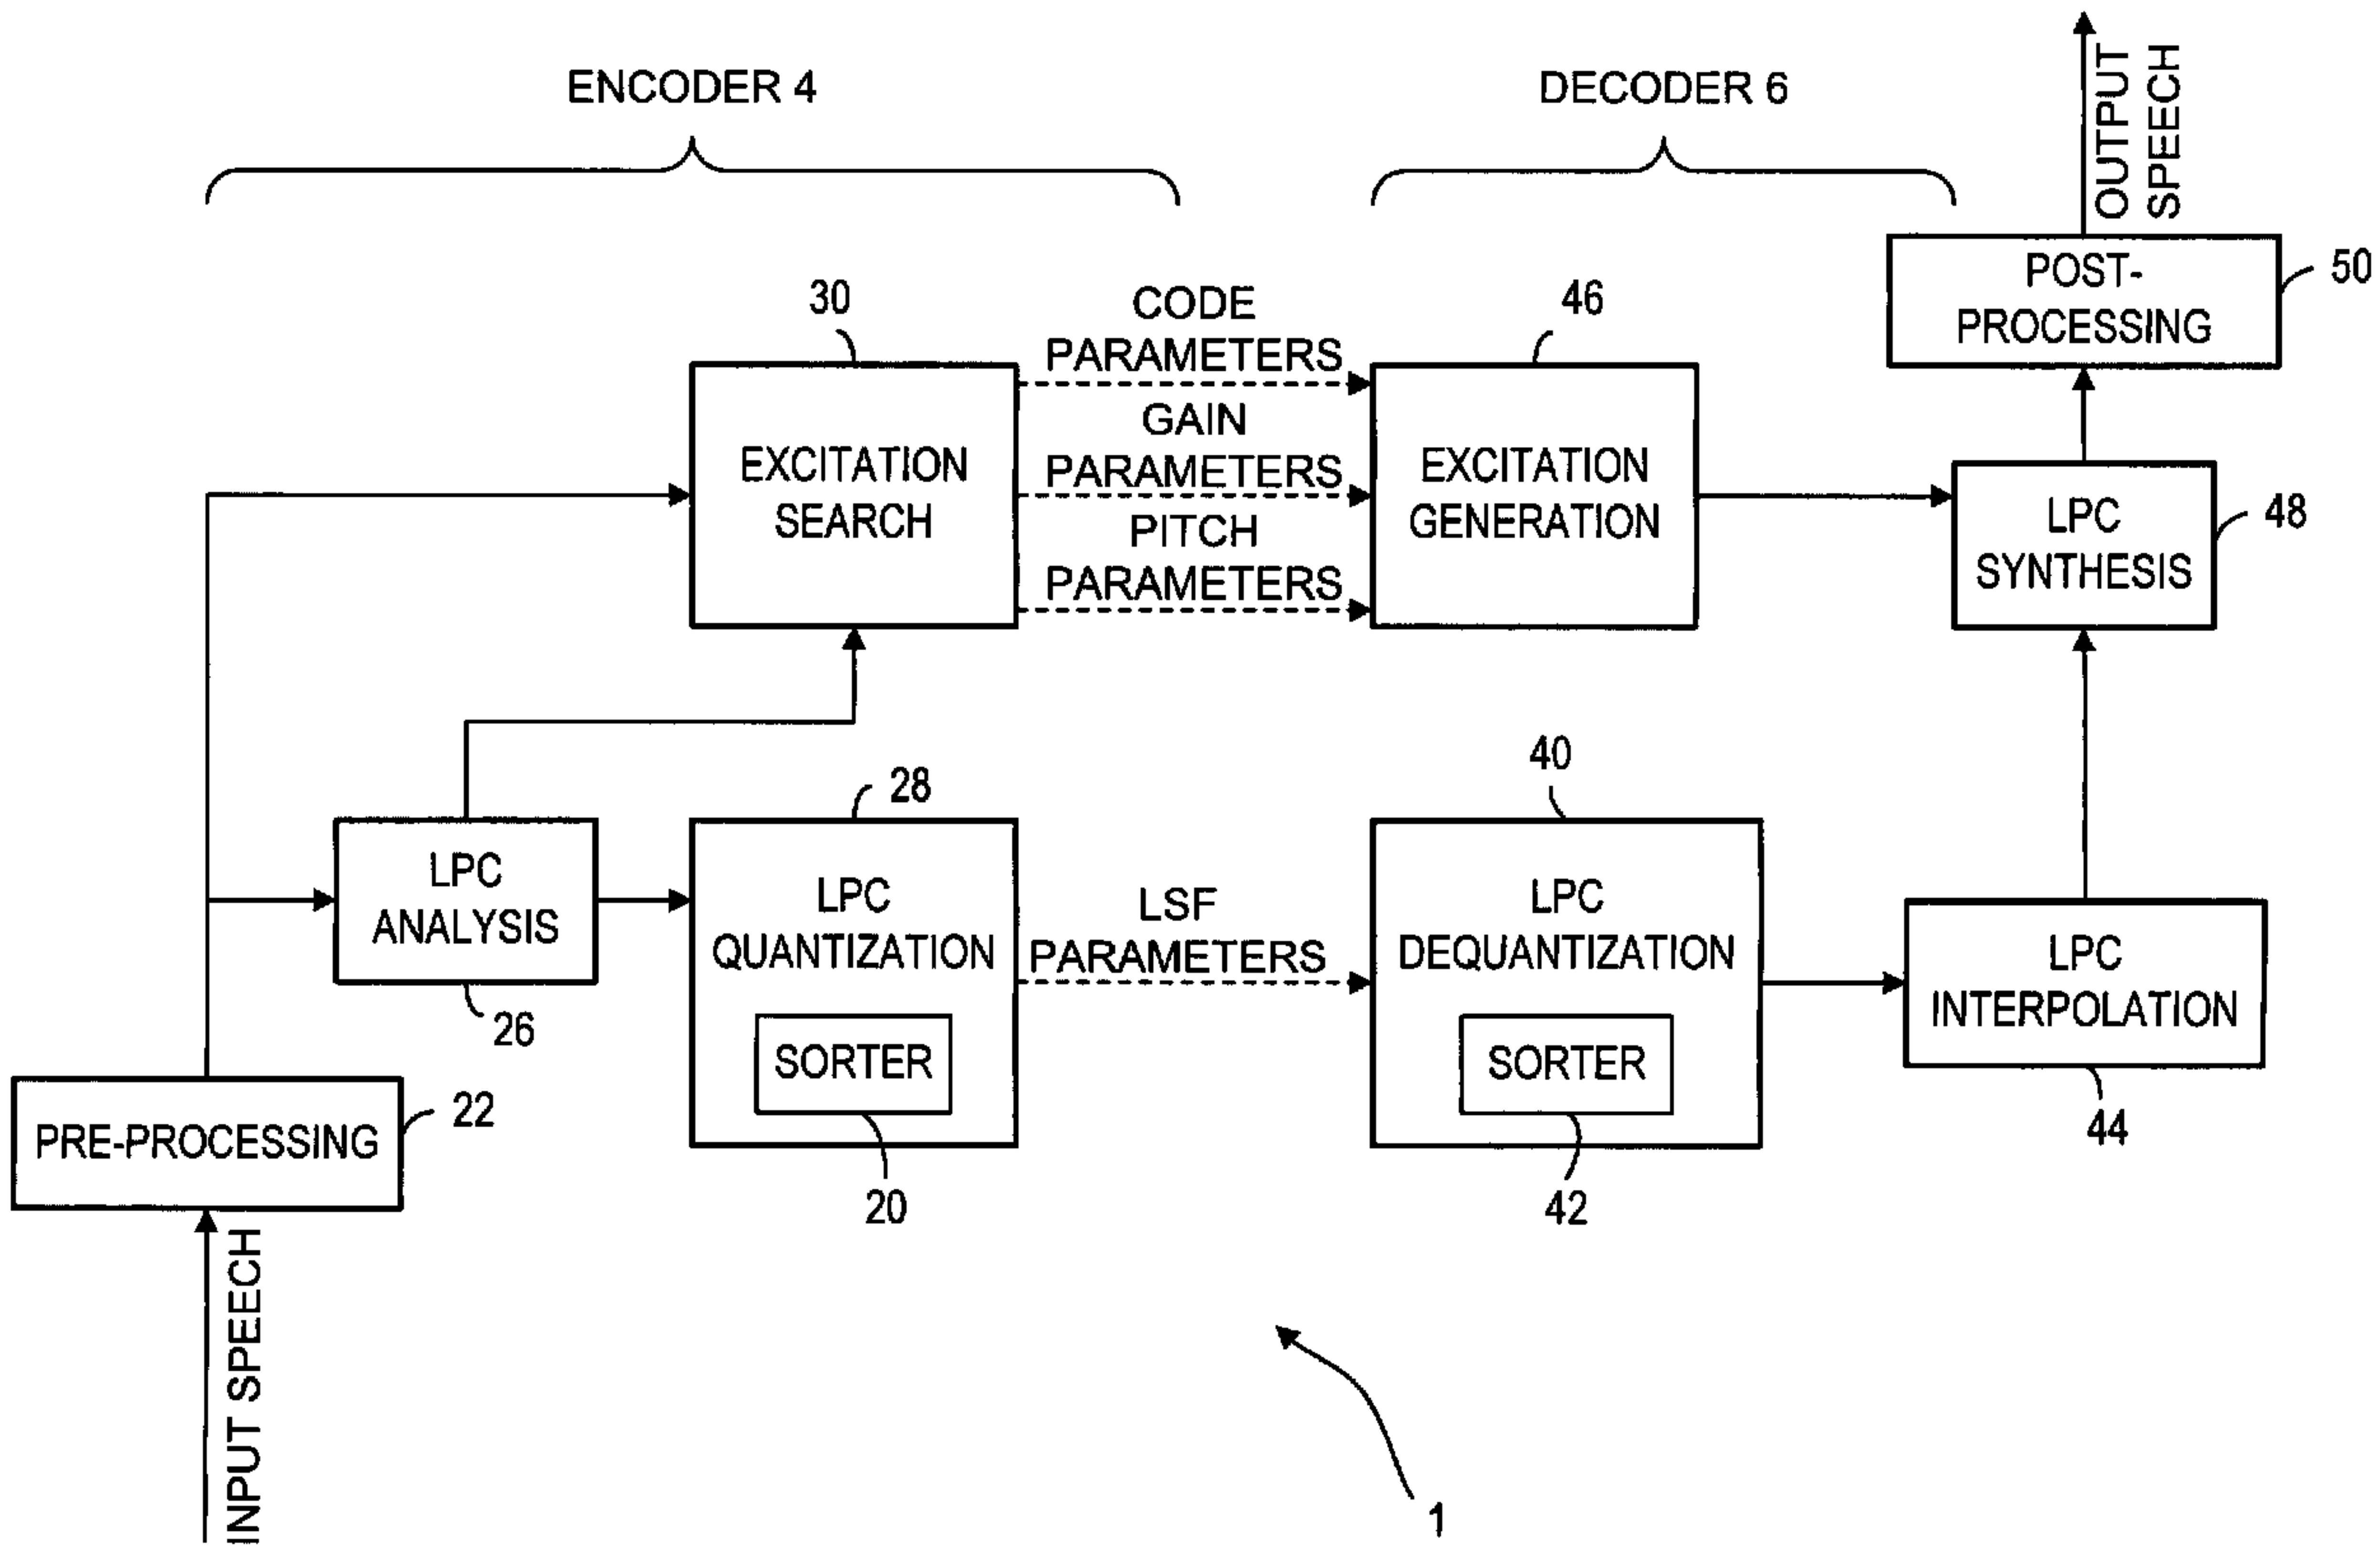 ENCODER 4
DECODER 6
OUTPUT
SPEECH
POST-
PROCESSING
50
30
CODE
PARAMETERS
46
GAIN
PARAMETERS
PITCH
PARAMETERS
EXCITATION
SEARCH
EXCITATION
GENERATION
LPC
SYNTHESIS
48
28
40
LPC
ANALYSIS
26
LPC
QUANTIZATION
SORTER
20
LSF
PARAMETERS
LPC
DEQUANTIZATION
SORTER
42
LPC
INTERPOLATION
44
PRE-PROCESSING
22
INPUT SPEECH
1